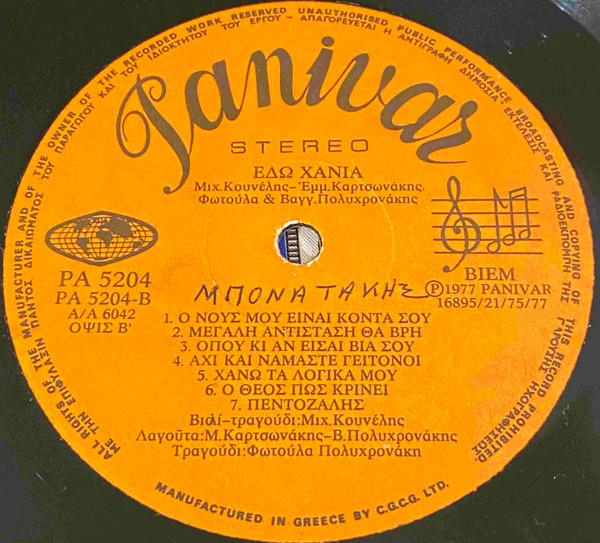 ALL RIGHTS OF THE MANUFACTURER AND OF THE OWNER OF THE RECORDED WORK RESERVED UNAUTHORISED PUBLIC PERFORMANCE BROADCASTING AND COPYING OF THIS RECORD PROHIBITED
ΜΕ ΤΗΝ ΕΠΙΦΥΛΑΞΙΝ ΠΑΝΤΟΣ ΔΙΚΑΙΩΜΑΤΟΣ ΤΟΥ ΠΑΡΑΓΩΓΟΥ ΚΑΙ ΤΟΥ ΙΔΙΟΚΤΗΤΟΥ ΤΟΥ ΕΡΓΟΥ - ΑΠΑΓΟΡΕΥΕΤΑΙ Η ΑΝΤΙΓΡΑΦΗ ΔΗΜΟΣΙΑ ΕΚΤΕΛΕΣΙΣ ΚΑΙ ΡΑΔΙΟΕΚΠΟΜΠΗ ΤΗΣ ΠΑΡΟΥΣΗΣ ΗΧΟΓΡΑΦΗΣΕΩΣ
Panivar
STEREO
ΕΔΩ ΧΑΝΙΑ
Μιχ.Κουνέλης-Ἐμμ.Καρτσωνάκης
Φωτούλα & Βαγγ.Πολυχρονάκης
PA 5204
PA 5204-B
A/A 6042
ΟΨΙΣ Β'
BIEM
Ⓟ1977 PANIVAR
16895/21/75/77
ΜΠΟΝΑΤΑΚΗΣ
1. Ο ΝΟΥΣ ΜΟΥ ΕΙΝΑΙ ΚΟΝΤΑ ΣΟΥ
2. ΜΕΓΑΛΗ ΑΝΤΙΣΤΑΣΗ ΘΑ ΒΡΗ
3. ΟΠΟΥ ΚΙ ΑΝ ΕΙΣΑΙ ΒΙΑ ΣΟΥ
4. ΑΧΙ ΚΑΙ ΝΑΜΑΣΤΕ ΓΕΙΤΟΝΟΙ
5. ΧΑΝΩ ΤΑ ΛΟΓΙΚΑ ΜΟΥ
6. Ο ΘΕΟΣ ΠΩΣ ΚΡΙΝΕΙ
7. ΠΕΝΤΟΖΑΛΗΣ
Βιολί-τραγούδι:Μιχ.Κουνέλης
Λαγοῦτα:Μ.Καρτσωνάκης-Β.Πολυχρονάκης
Τραγούδι:Φωτούλα Πολυχρονάκη
MANUFACTURED IN GREECE BY C.G.C.G. LTD.